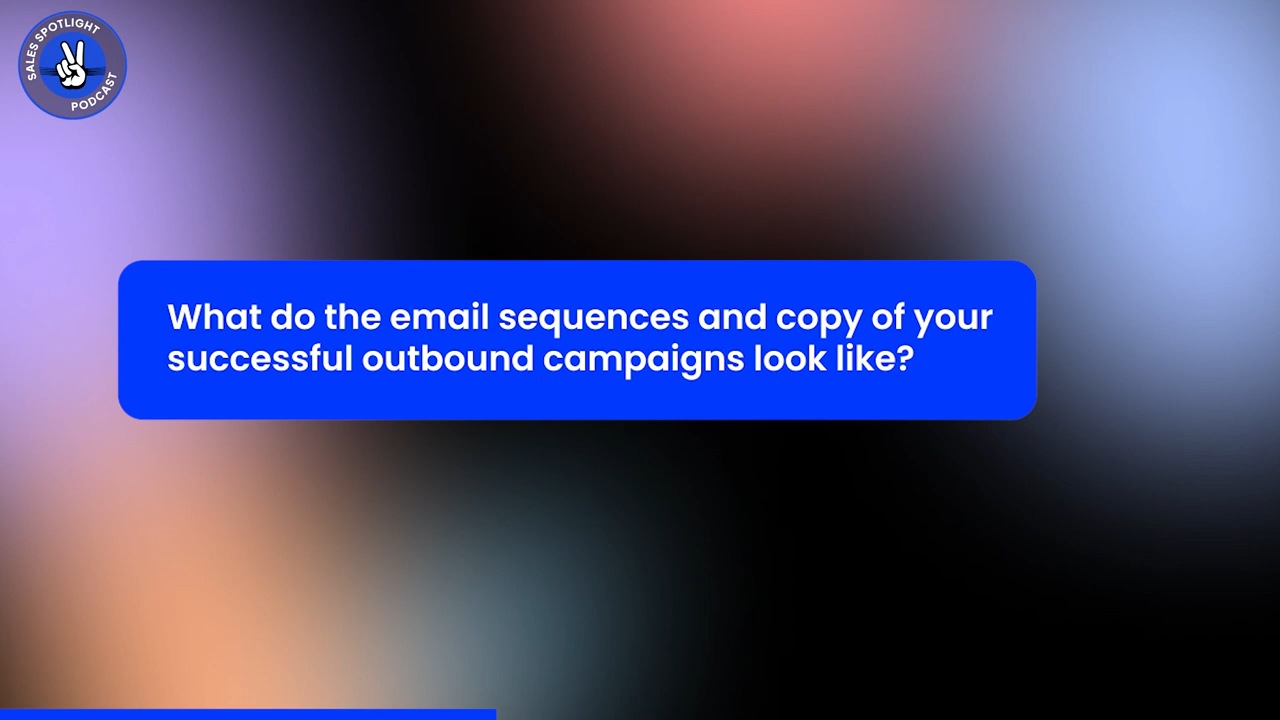 SALES SPOTLIGHT
PODCAST
What do the email sequences and copy of your
successful outbound campaigns look like?